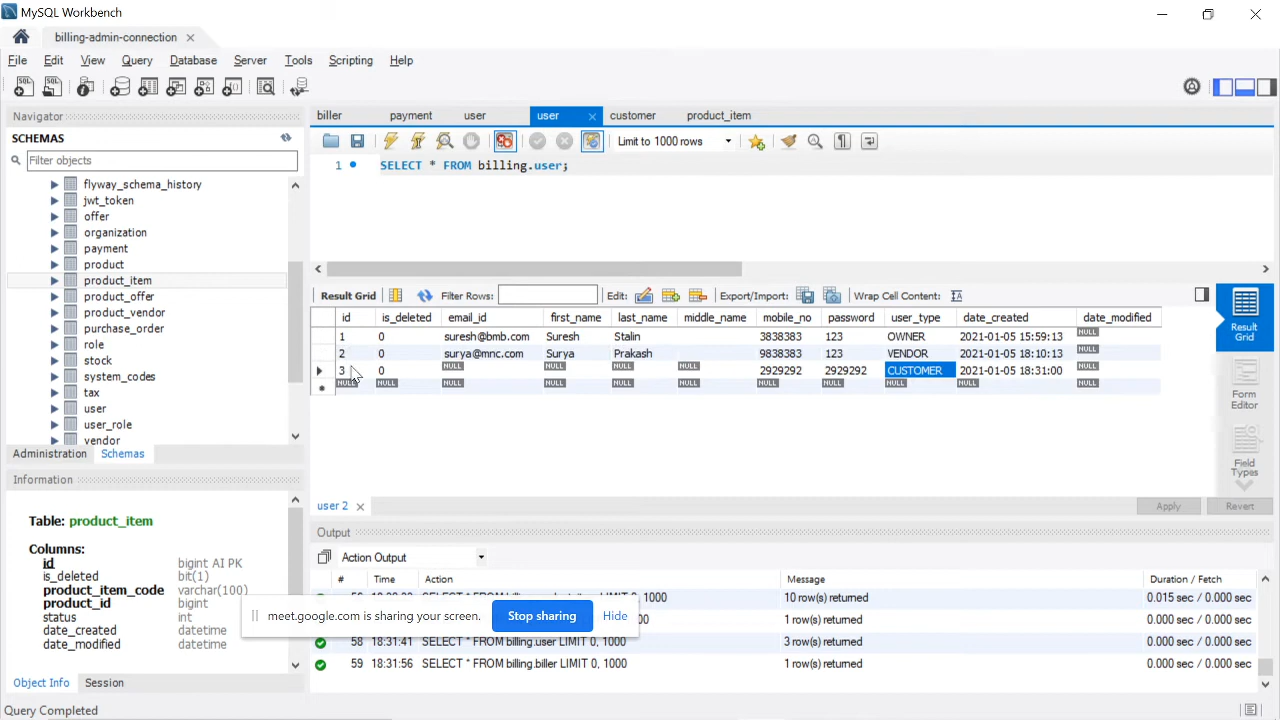 MySQL Workbench
billing-admin-connection
File Edit View Query Database Server Tools Scripting Help
Navigator
SCHEMAS
Filter objects
flyway_schema_history
jwt_token
offer
organization
payment
product
product_item
product_offer
product_vendor
purchase_order
role
stock
system_codes
tax
user
user_role
vendor
Administration Schemas
Information
Table: product_item
Columns:
id bigint AI PK
is_deleted bit(1)
product_item_code varchar(100)
product_id bigint
status int
date_created datetime
date_modified datetime
Object Info Session
Query Completed
biller payment user user customer product_item
Limit to 1000 rows
1 SELECT * FROM billing.user;
Result Grid Filter Rows: Edit: Export/Import: Wrap Cell Content:
id is_deleted email_id first_name last_name middle_name mobile_no password user_type date_created date_modified
1 0 suresh@bmb.com Suresh Stalin 3838383 123 OWNER 2021-01-05 15:59:13 NULL
2 0 surya@mnc.com Surya Prakash 9838383 123 VENDOR 2021-01-05 18:10:13 NULL
3 0 NULL NULL NULL NULL 2929292 2929292 CUSTOMER 2021-01-05 18:31:00 NULL
NULL NULL NULL NULL NULL NULL NULL NULL NULL NULL NULL
Result Grid
Form Editor
Field Types
user 2
Apply Revert
Output
Action Output
# Time Action Message Duration / Fetch
1000 10 row(s) returned 0.015 sec / 0.000 sec
1 row(s) returned 0.000 sec / 0.000 sec
58 18:31:41 SELECT * FROM billing.user LIMIT 0, 1000 3 row(s) returned 0.000 sec / 0.000 sec
59 18:31:56 SELECT * FROM billing.biller LIMIT 0, 1000 1 row(s) returned 0.000 sec / 0.000 sec
meet.google.com is sharing your screen. Stop sharing Hide